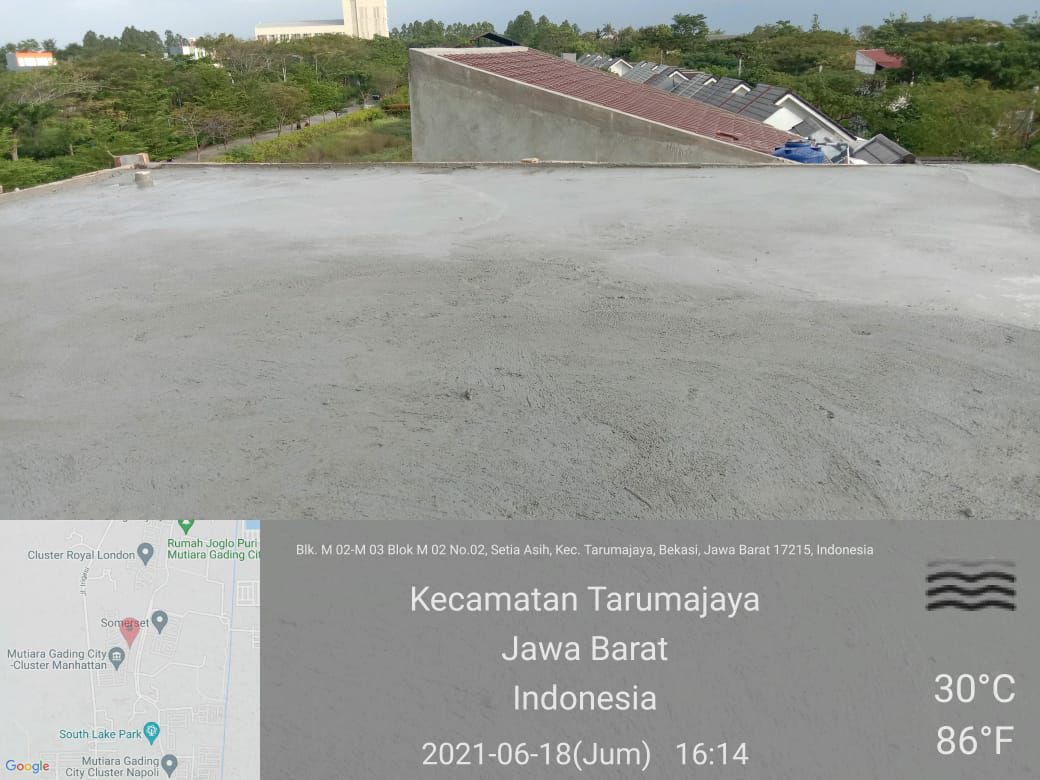 Rumah Joglo Puri
Mutiara Gading Cit
Cluster Royal London
Somerset
Mutiara Gading City
-Cluster Manhattan
South Lake Park
Mutiara Gading
City Cluster Napoli
Google
Blk. M 02-M 03 Blok M 02 No.02, Setia Asih, Kec. Tarumajaya, Bekasi, Jawa Barat 17215, Indonesia
Kecamatan Tarumajaya
Jawa Barat
Indonesia
2021-06-18(Jum) 16:14
30°C
86°F